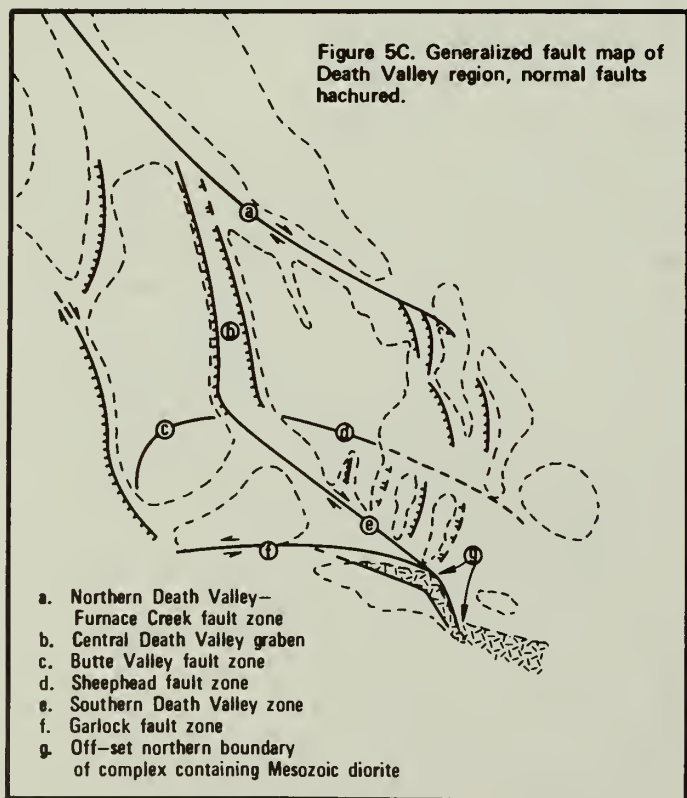 Figure 5C. Generalized fault map of
Death Valley region, normal faults
hachured.
a
b
c
d
e
f
g
a. Northern Death Valley—
Furnace Creek fault zone
b. Central Death Valley graben
c. Butte Valley fault zone
d. Sheephead fault zone
e. Southern Death Valley zone
f. Garlock fault zone
g. Off-set northern boundary
of complex containing Mesozoic diorite